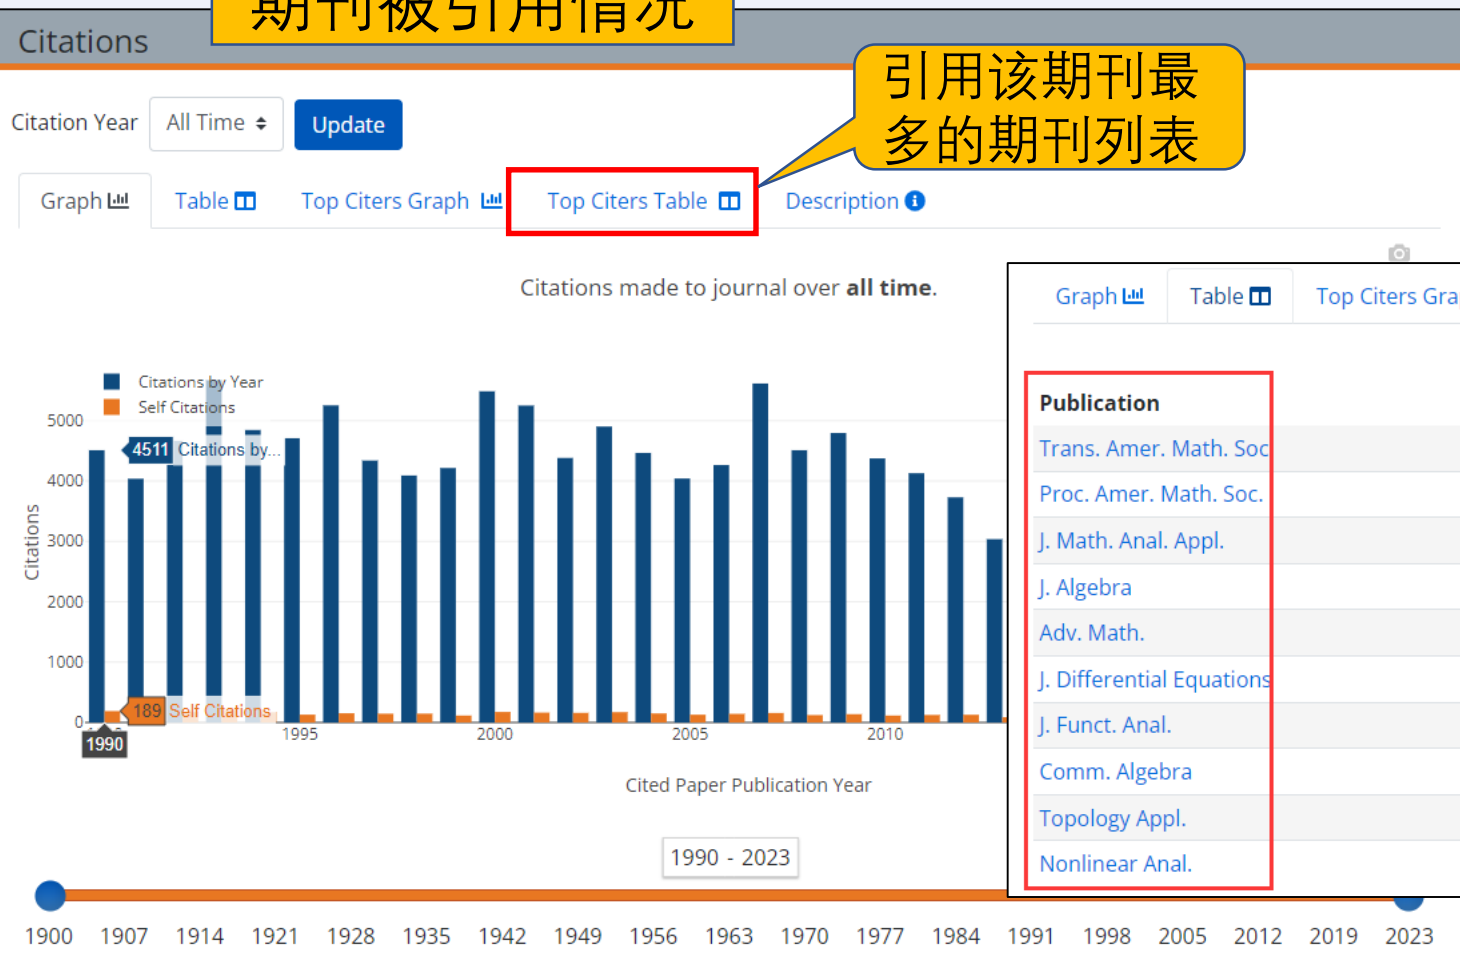 期刊被引用情况
Citations
引用该期刊最
多的期刊列表
Citation Year
All Time
Update
Graph
Table
Top Citers Graph
Top Citers Table
Description
Citations made to journal over all time.
Citations by Year
Self Citations
4511 Citations by...
189 Self Citations
5000
4000
3000
2000
1000
0
Citations
1990
1995
2000
2005
2010
Cited Paper Publication Year
1990 - 2023
1900 1907 1914 1921 1928 1935 1942 1949 1956 1963 1970 1977 1984 1991 1998 2005 2012 2019 2023
Graph
Table
Top Citers Gra
Publication
Trans. Amer. Math. Soc
Proc. Amer. Math. Soc.
J. Math. Anal. Appl.
J. Algebra
Adv. Math.
J. Differential Equations
J. Funct. Anal.
Comm. Algebra
Topology Appl.
Nonlinear Anal.